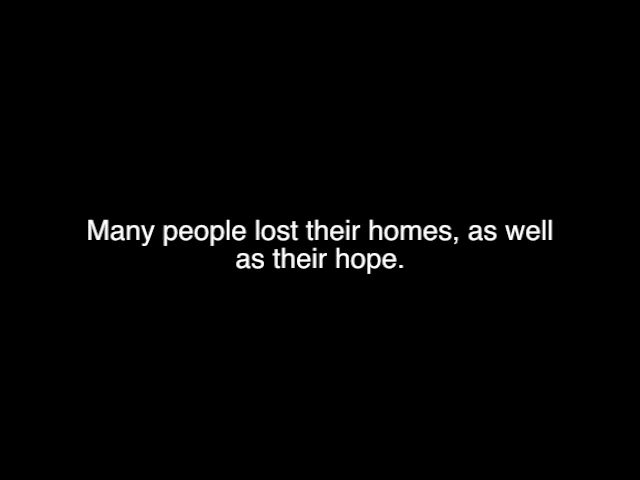 Many people lost their homes, as well
as their hope.